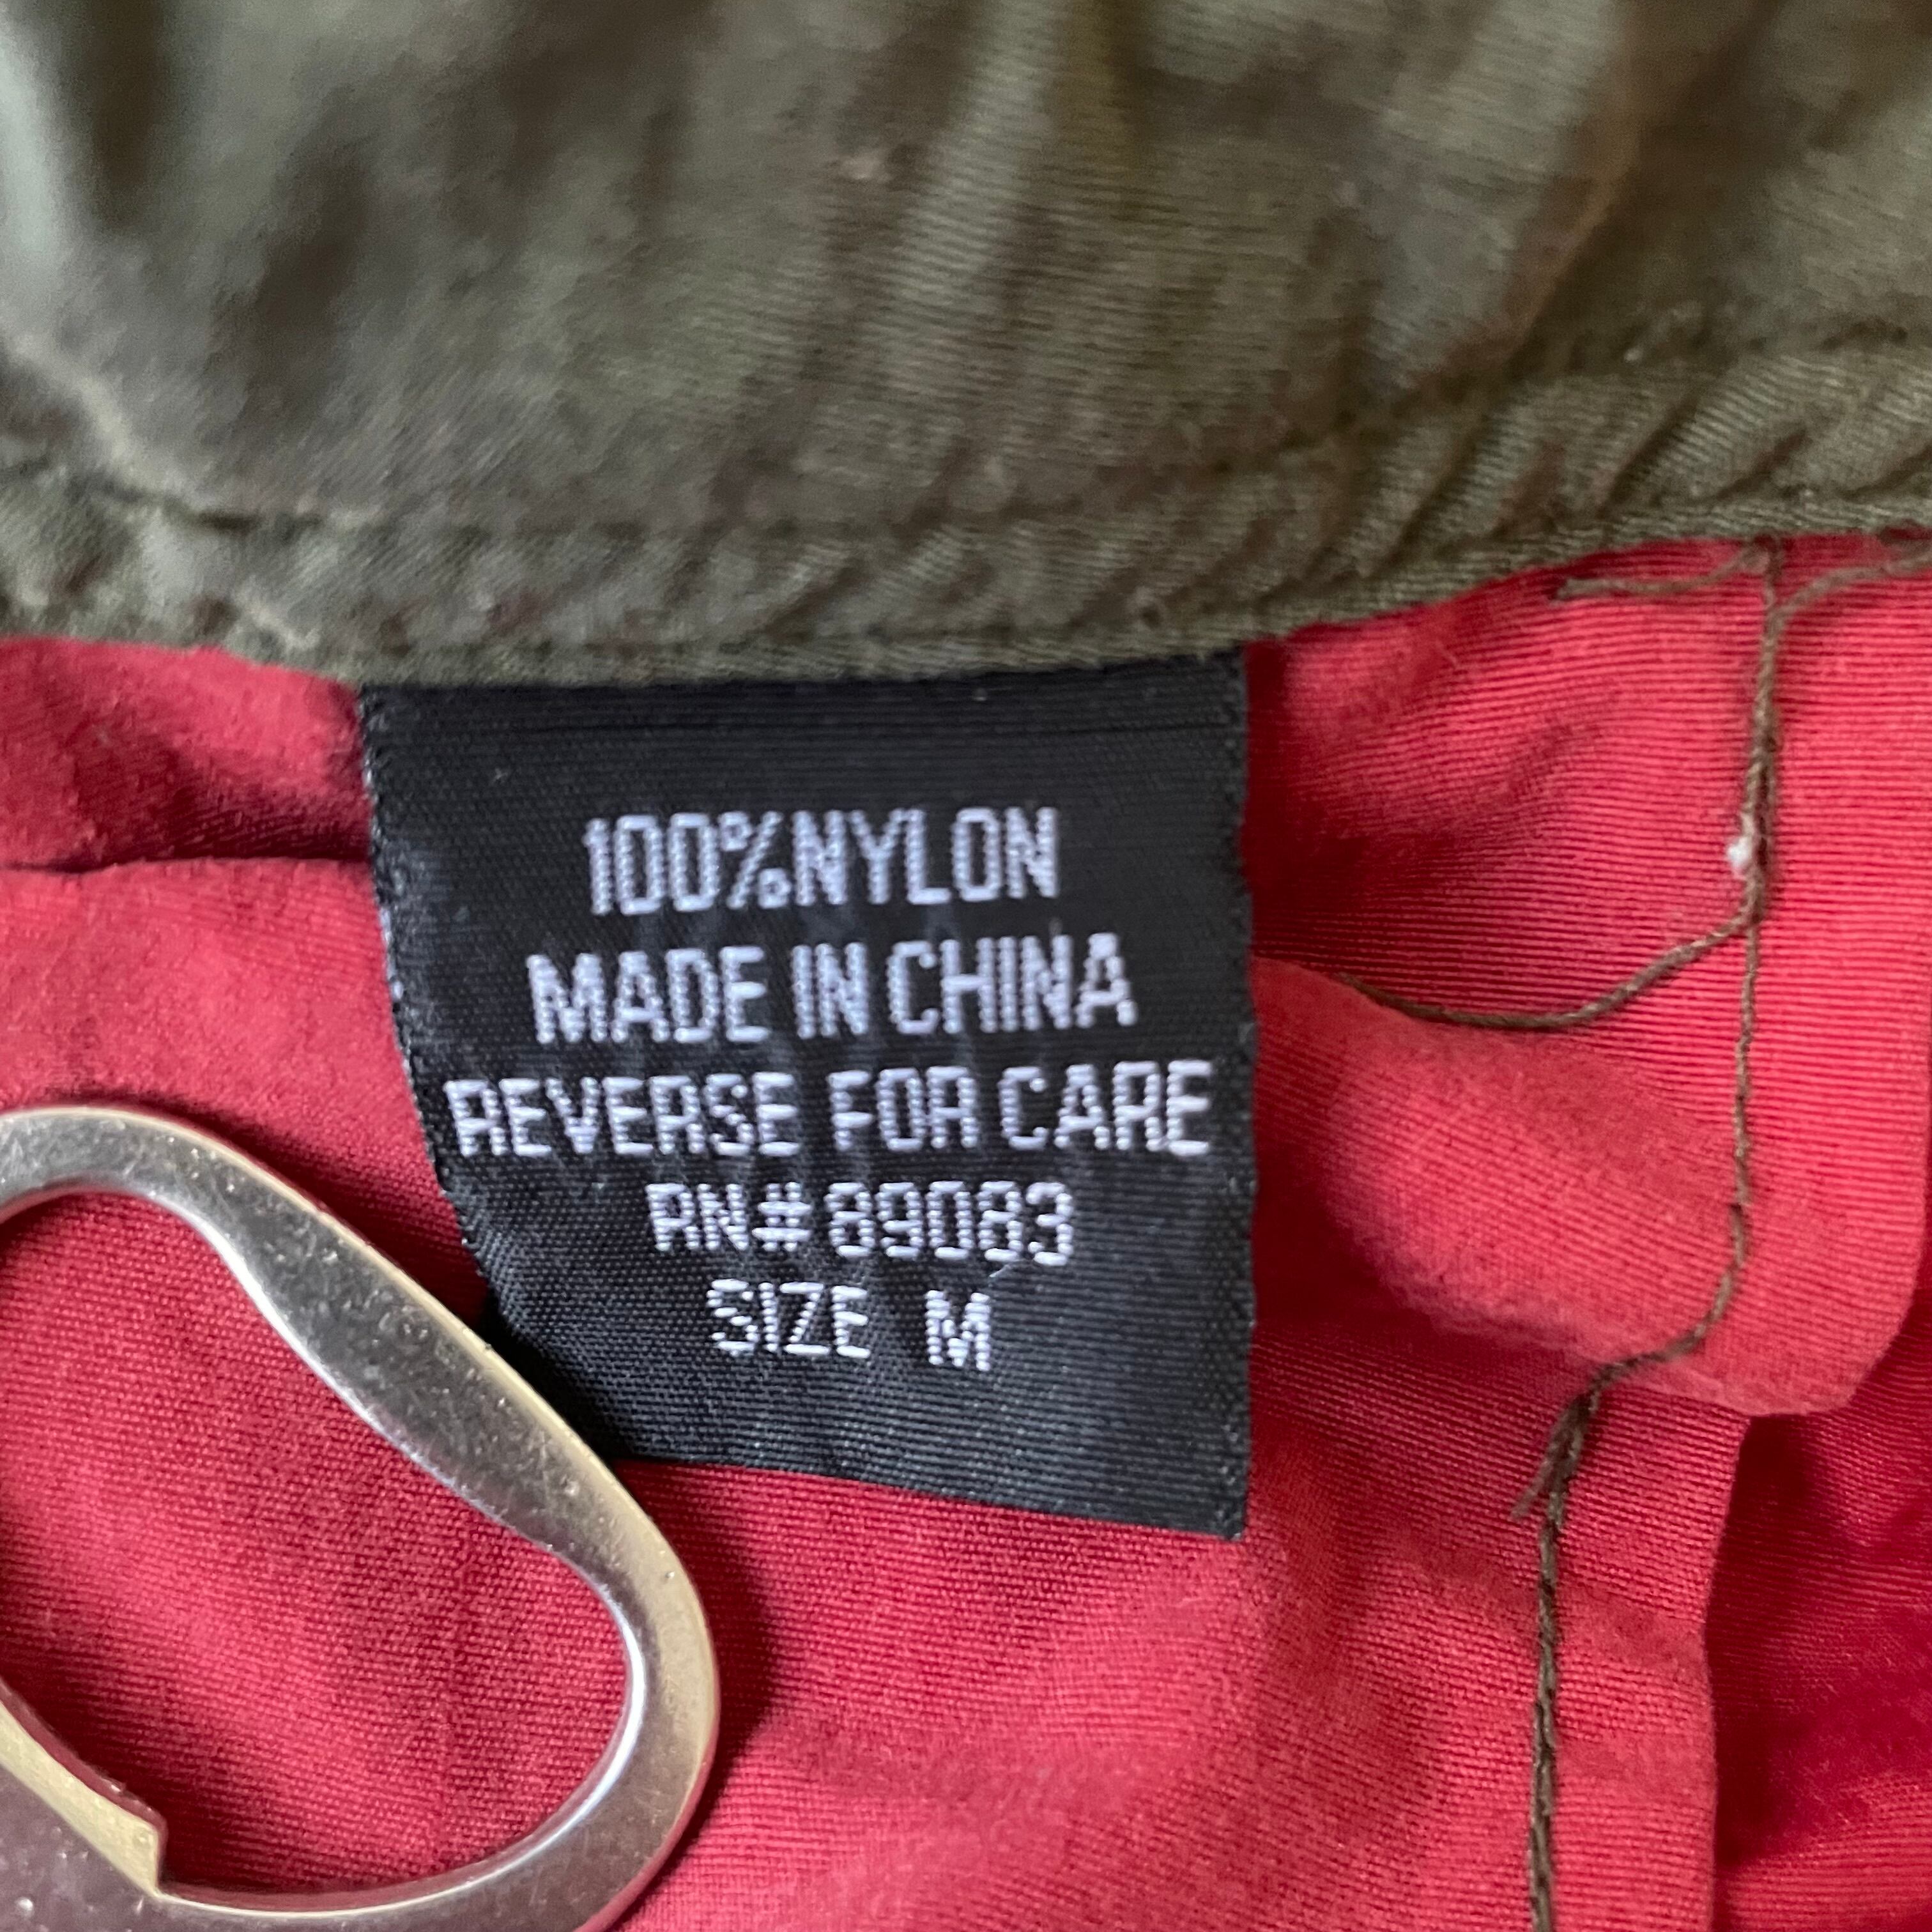 100%NYLON
MADE IN CHINA
REVERSE FOR CARE
RN# 89083
SIZE M